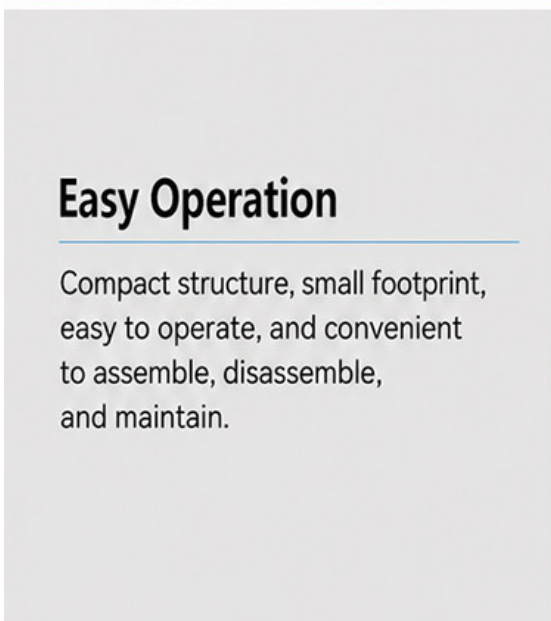 Easy Operation
Compact structure, small footprint,
easy to operate, and convenient
to assemble, disassemble,
and maintain.